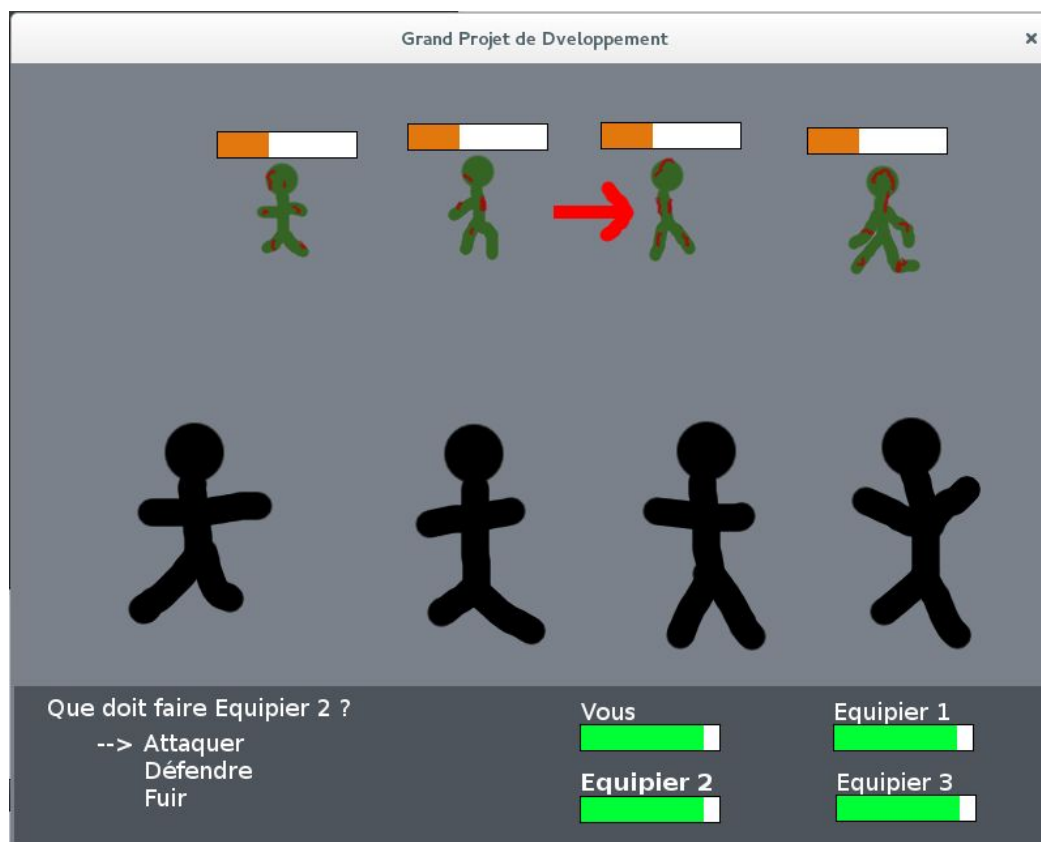 Grand Projet de Dveloppement
Que doit faire Equipier 2 ?
--> Attaquer
Défendre
Fuir
Vous
Equipier 1
Equipier 2
Equipier 3